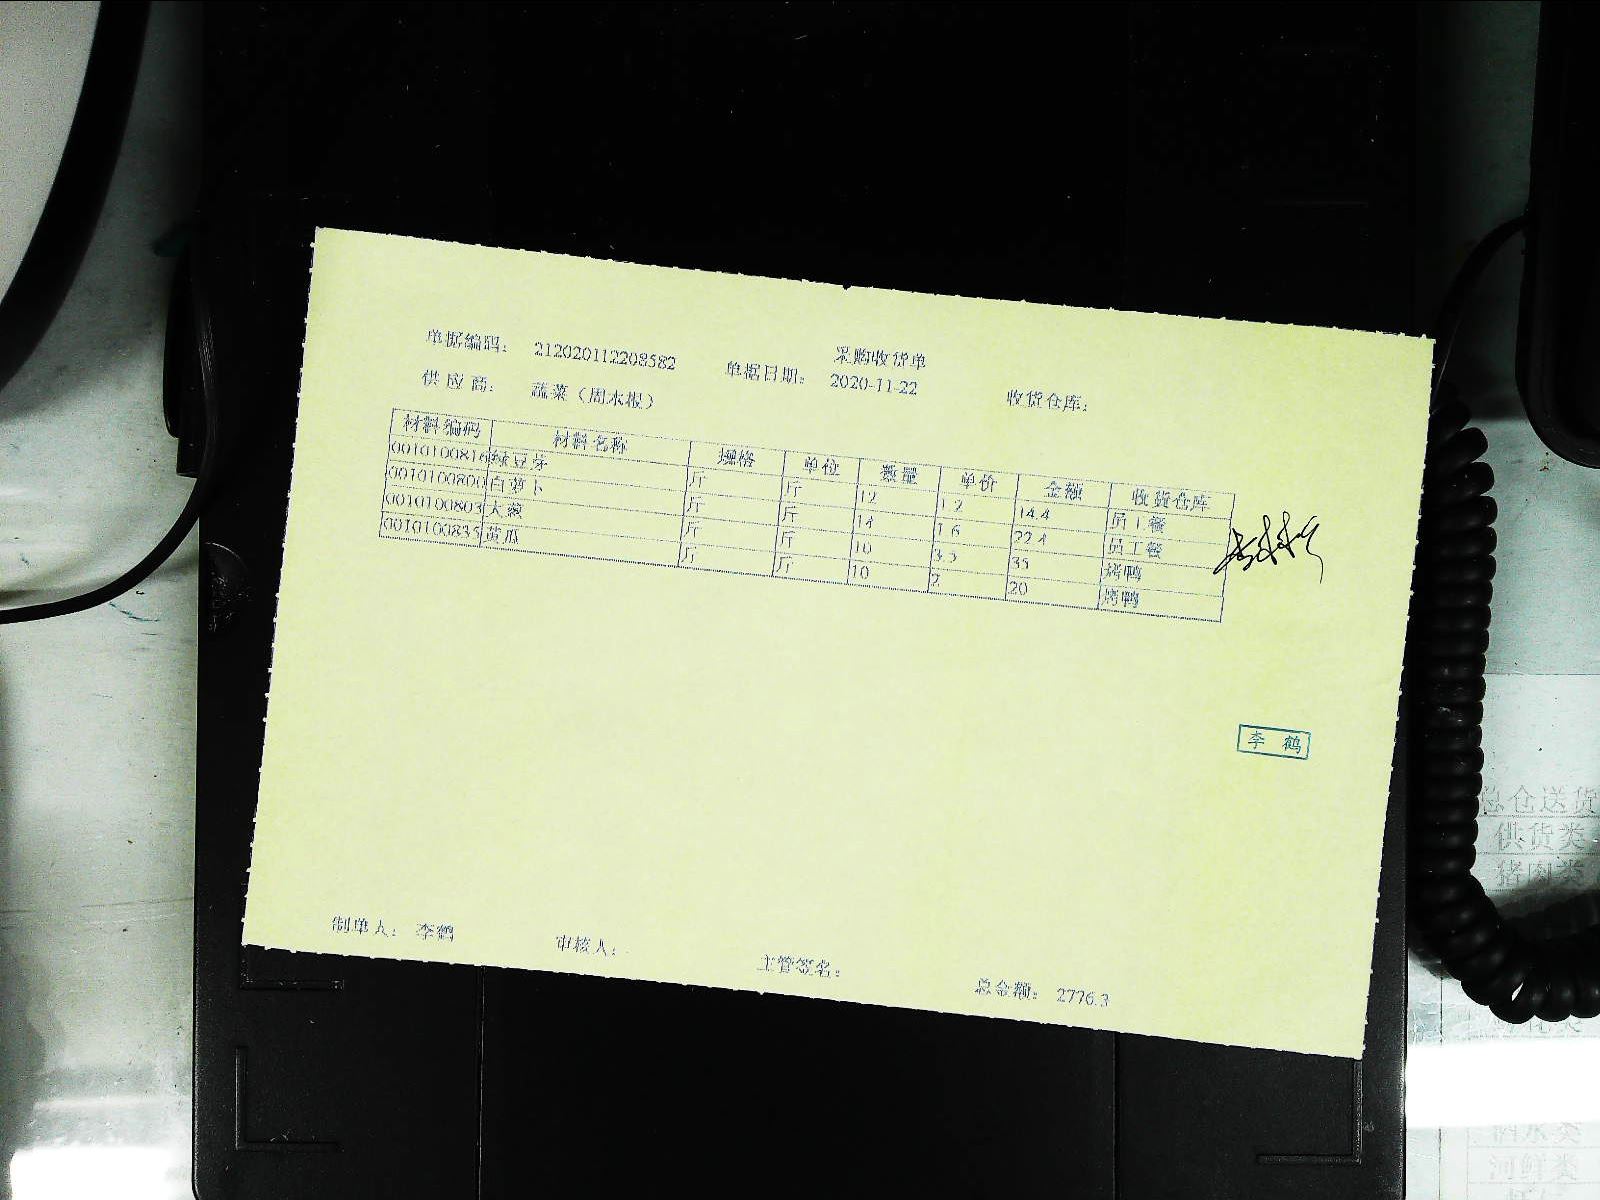 采购收货单
单据编码： 212020112208582 单据日期： 2020-11-22 收货仓库：
供应商： 蔬菜（周水根）
材料编码 材料名称 规格 单位 数量 单价 金额 收货仓库
0010100816 绿豆芽 斤 斤 12 1.2 14.4 员工餐
0010100800 白萝卜 斤 斤 14 1.6 22.4 员工餐
0010100803 大葱 斤 斤 10 3.5 35 烤鸭
0010100835 黄瓜 斤 斤 10 2 20 烤鸭
李鹤
制单人： 李鹤 审核人： 主管签名： 总金额： 2776.3
总仓送货
供货类
猪肉类
河鲜类